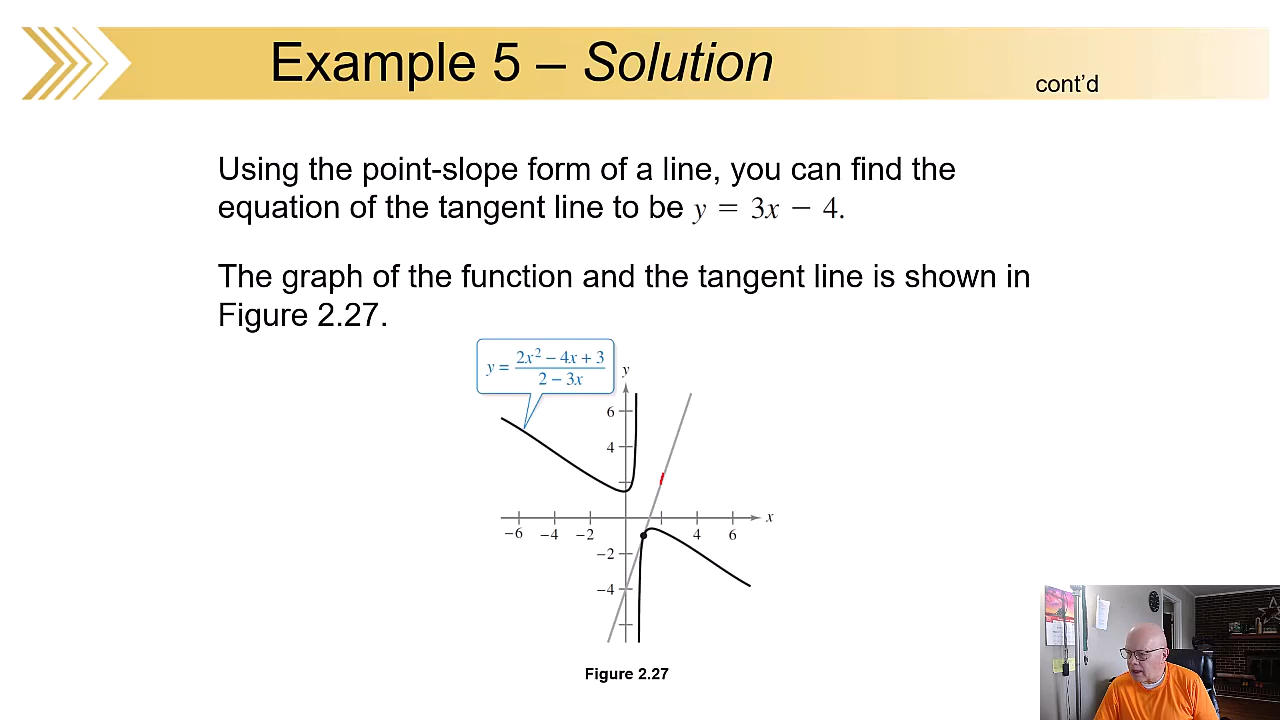 Example 5 – Solution
cont’d
Using the point-slope form of a line, you can find the
equation of the tangent line to be y = 3x − 4.
The graph of the function and the tangent line is shown in
Figure 2.27.
y = (2x² − 4x + 3)/(2 − 3x)
y
6
4
x
−6 −4 −2 4 6
−2
−4
Figure 2.27